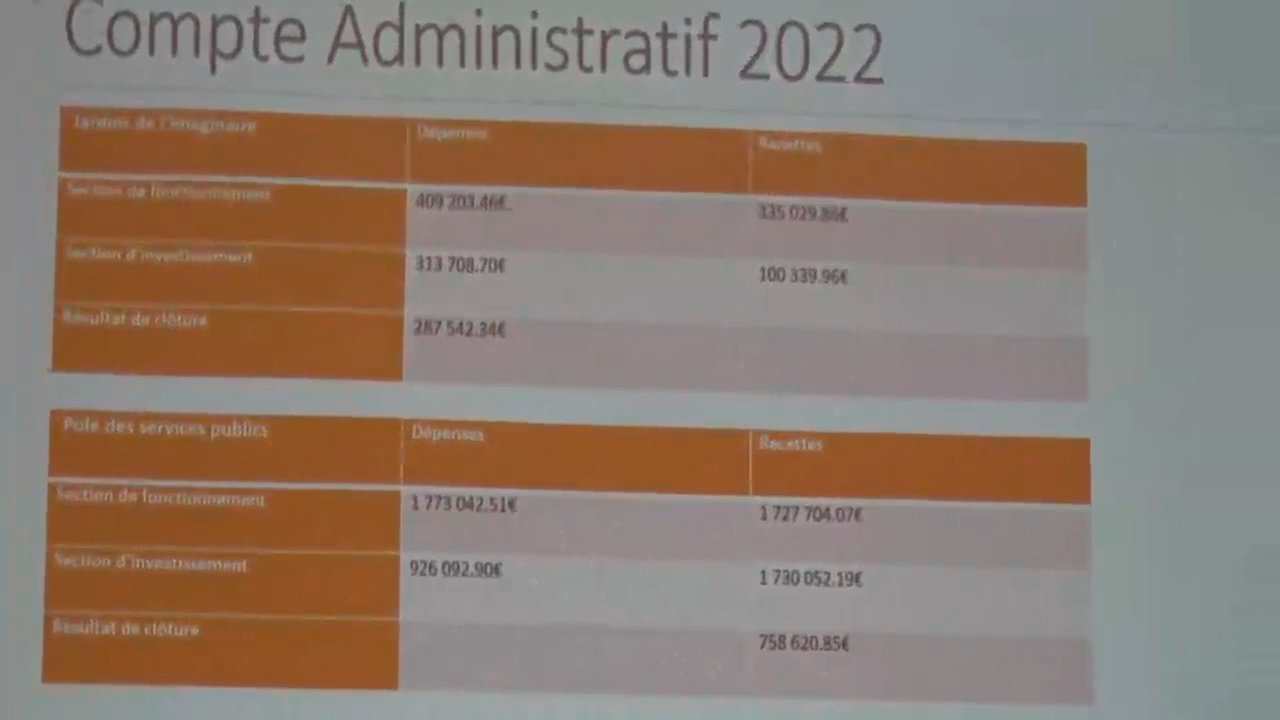 Compte Administratif 2022
Jardins de l'imaginaire Dépenses Recettes
Section de fonctionnement 409 203.46€ 335 029.86€
Section d'investissement 313 708.70€ 100 339.96€
Résultat de clôture 287 542.34€
Pole des services publics Dépenses Recettes
Section de fonctionnement 1 773 042.51€ 1 727 704.07€
Section d'investissement 926 092.90€ 1 730 052.19€
Résultat de clôture 758 620.85€